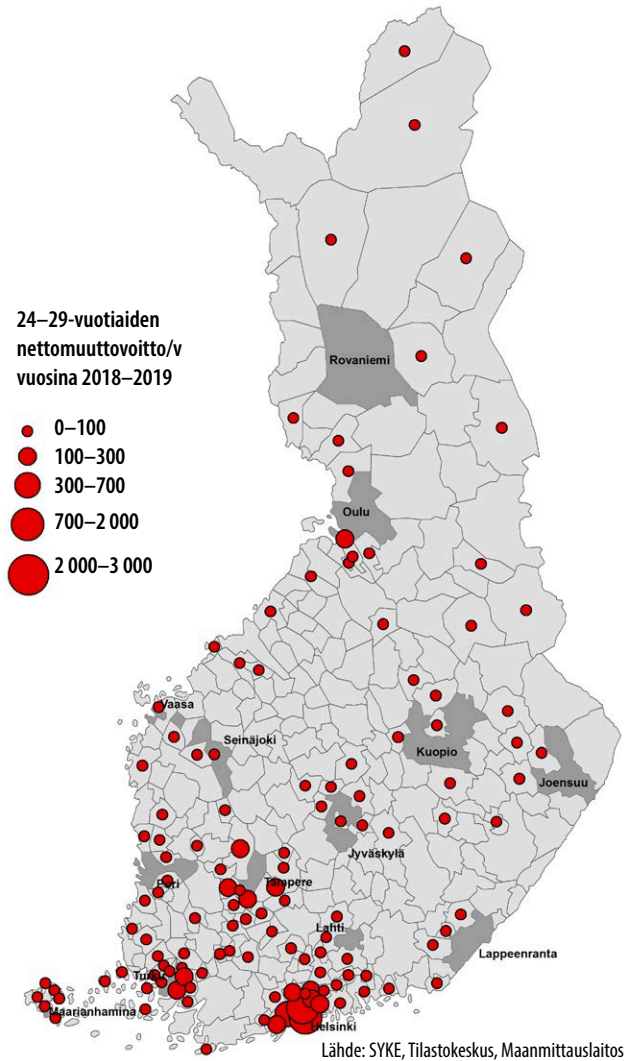 24–29-vuotiaiden
nettomuuttovoitto/v
vuosina 2018–2019
0–100
100–300
300–700
700–2 000
2 000–3 000
Rovaniemi
Oulu
Vaasa
Seinäjoki
Kuopio
Joensuu
Jyväskylä
Pori
Tampere
Lahti
Lappeenranta
Turku
Maarianhamina
Helsinki
Lähde: SYKE, Tilastokeskus, Maanmittauslaitos